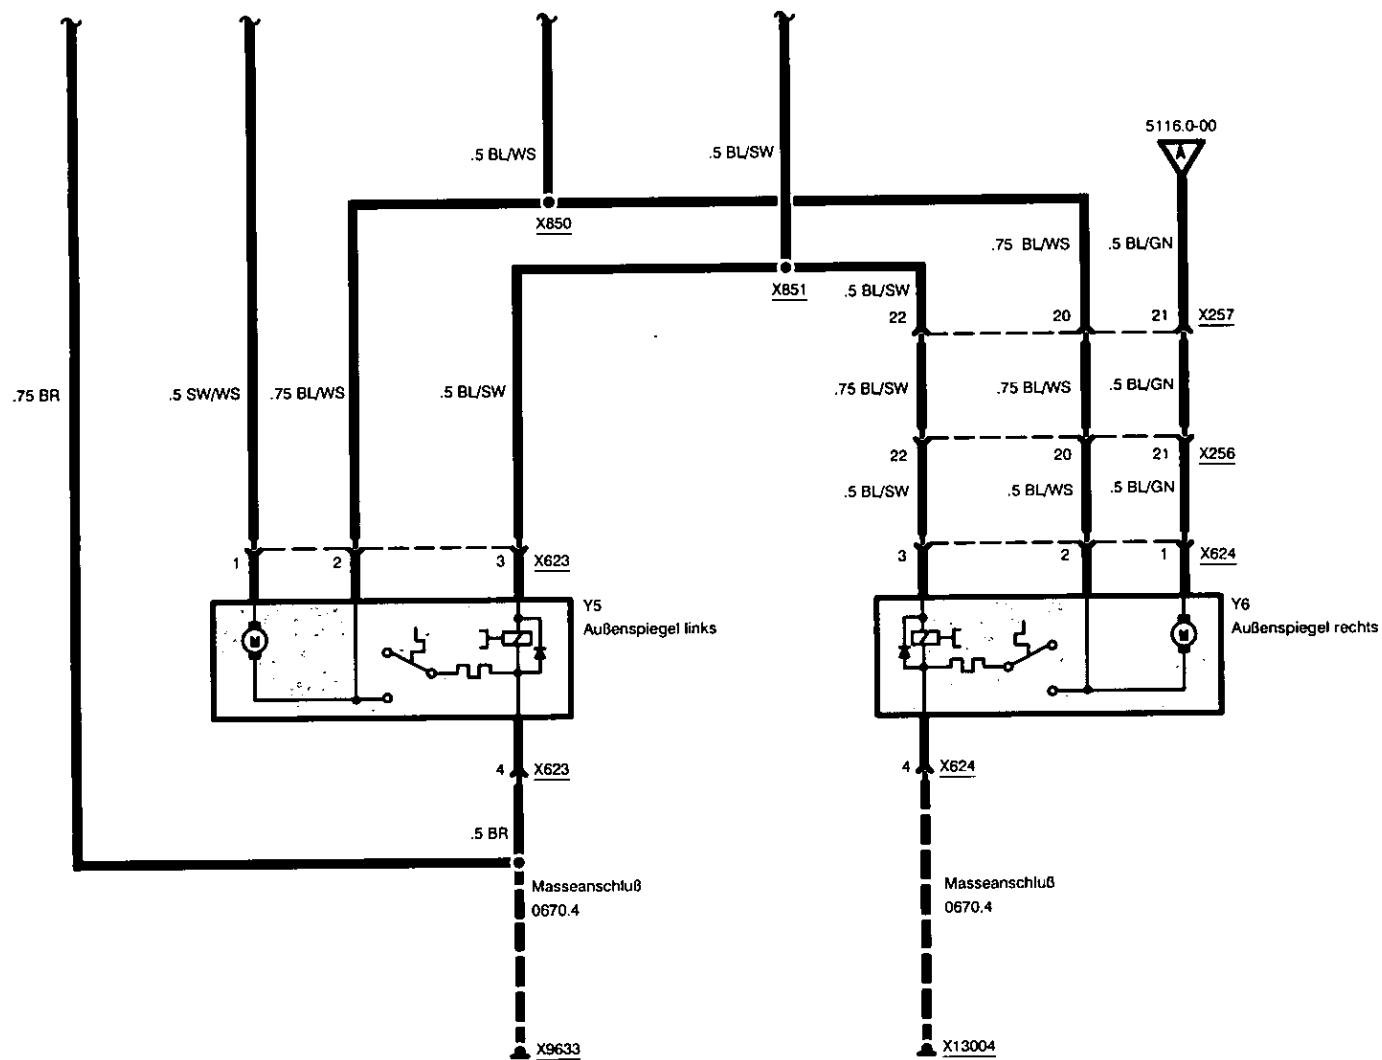 5116.0-00
A
.5 BL/WS
.5 BL/SW
X850
.75 BL/WS
.5 BL/GN
X851
.5 BL/SW
22
20
21
X257
.75 BR
.5 SW/WS
.75 BL/WS
.5 BL/SW
.75 BL/SW
.75 BL/WS
.5 BL/GN
22
20
21
X256
.5 BL/SW
.5 BL/WS
.5 BL/GN
1
2
3
X623
3
2
1
X624
Y5
Außenspiegel links
Y6
Außenspiegel rechts
M
M
4
X623
4
X624
.5 BR
Masseanschluß
0670.4
Masseanschluß
0670.4
X9633
X13004